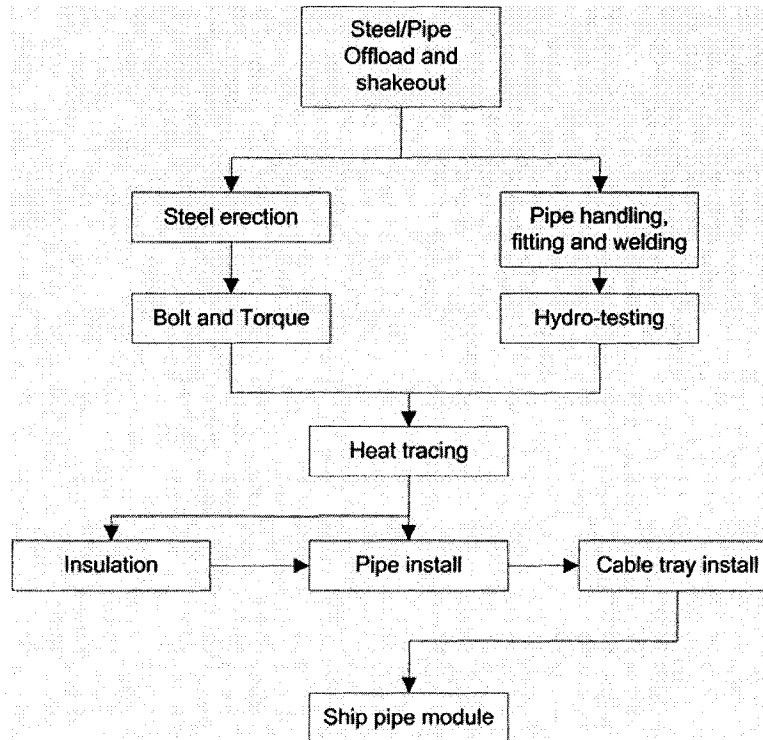 Steel/Pipe
Offload and
shakeout
Steel erection
Pipe handling,
fitting and welding
Bolt and Torque
Hydro-testing
Heat tracing
Insulation
Pipe install
Cable tray install
Ship pipe module